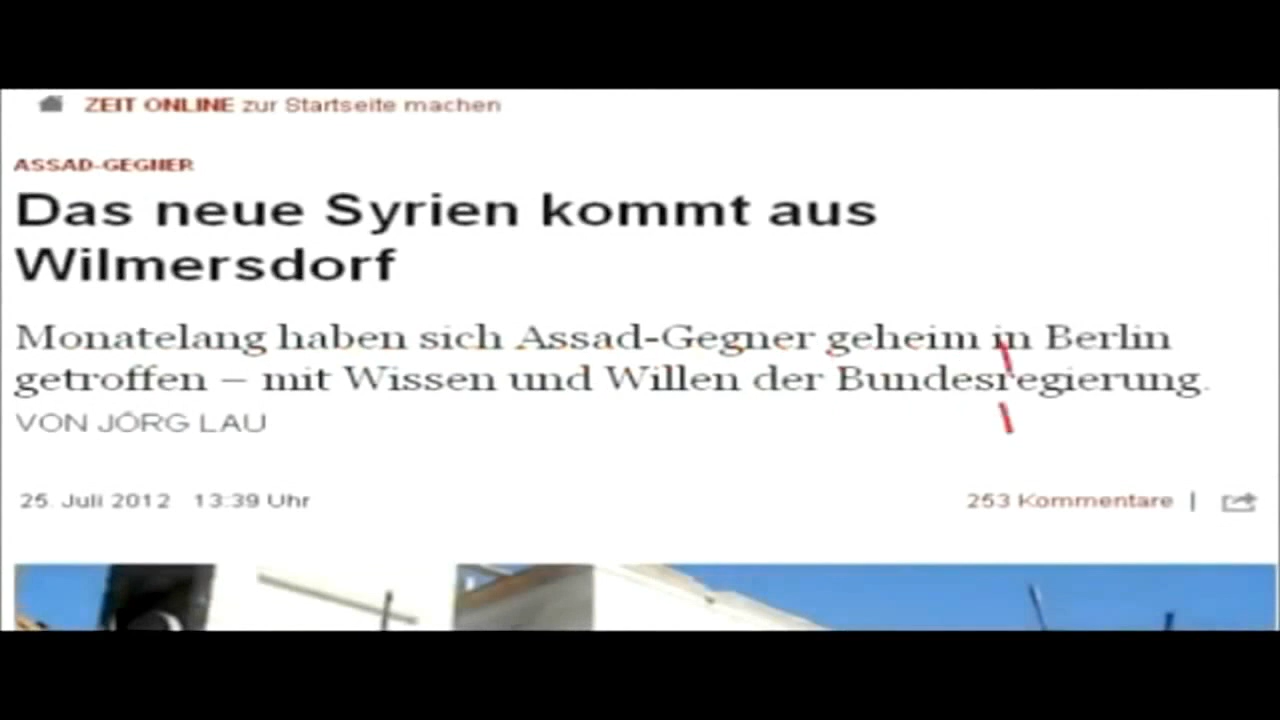 ZEIT ONLINE zur Startseite machen
ASSAD-GEGNER
Das neue Syrien kommt aus
Wilmersdorf
Monatelang haben sich Assad-Gegner geheim in Berlin
getroffen – mit Wissen und Willen der Bundesregierung.
VON JÖRG LAU
25. Juli 2012 13:39 Uhr
253 Kommentare |